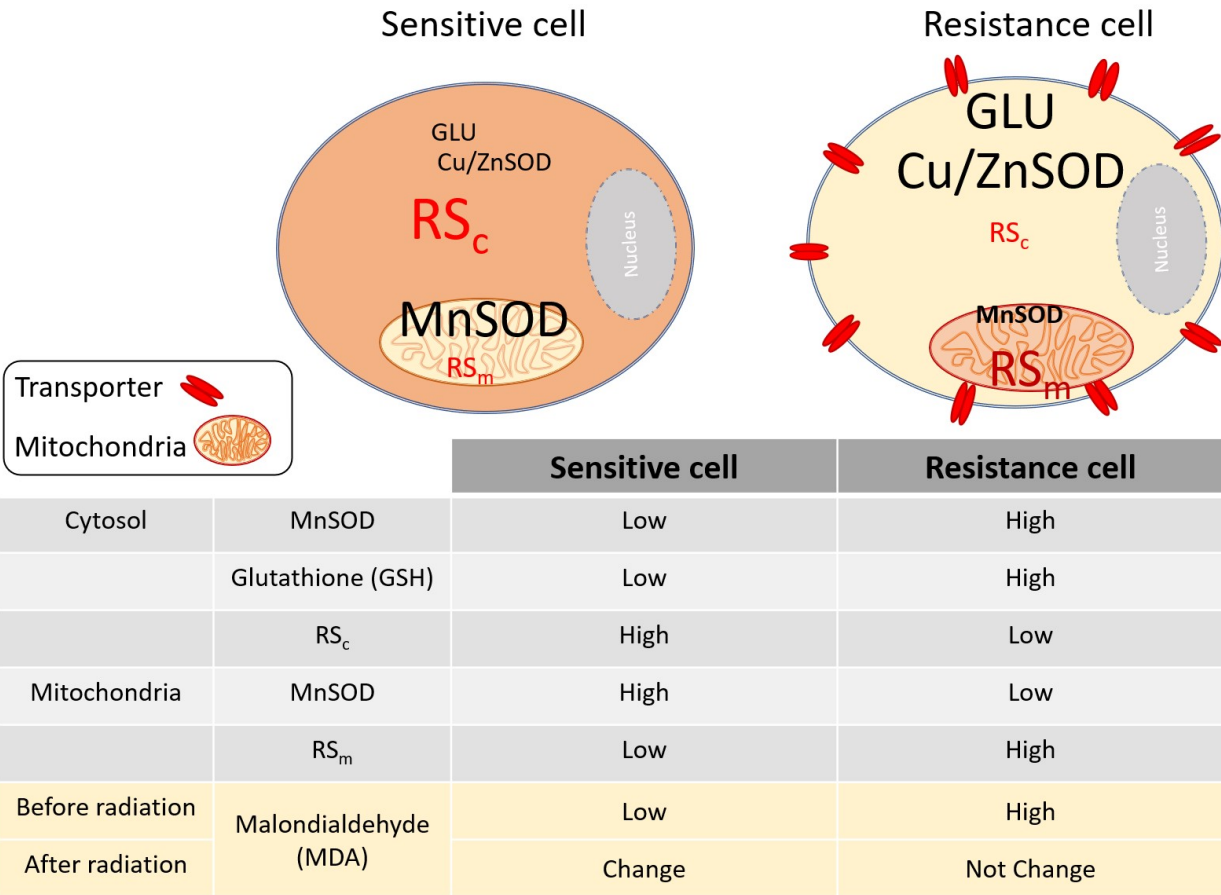 Sensitive cell
Resistance cell
GLU
Cu/ZnSOD
RSc
Nucleus
MnSOD
RSm
GLU
Cu/ZnSOD
RSc
Nucleus
MnSOD
RSm
Transporter
Mitochondria
Sensitive cell Resistance cell
Cytosol MnSOD Low High
Glutathione (GSH) Low High
RSc High Low
Mitochondria MnSOD High Low
RSm Low High
Before radiation Malondialdehyde (MDA) Low High
After radiation Change Not Change